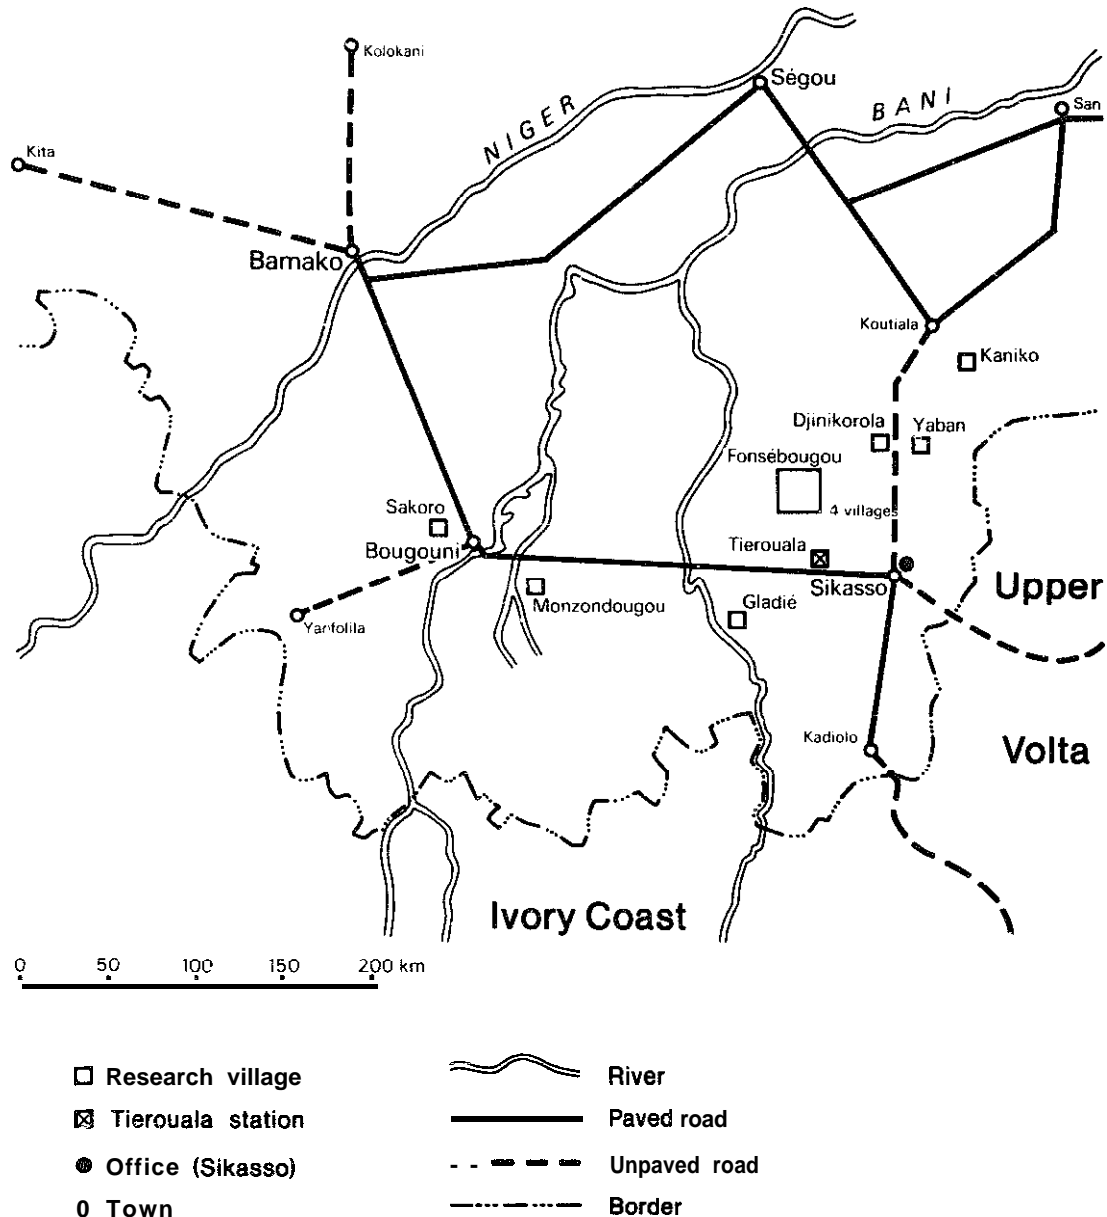 Kolokani
Ségou
NIGER
BANI
San
Kita
Bamako
Koutiala
Kaniko
Djinikorola
Yaban
Fonsébougou
4 villages
Sakoro
Bougouni
Tierouala
Sikasso
Upper
Monzondougou
Gladié
Yanfolila
Kadiolo
Volta
Ivory Coast
0 50 100 150 200 km
Research village
River
Tierouala station
Paved road
Office (Sikasso)
Unpaved road
0 Town
Border